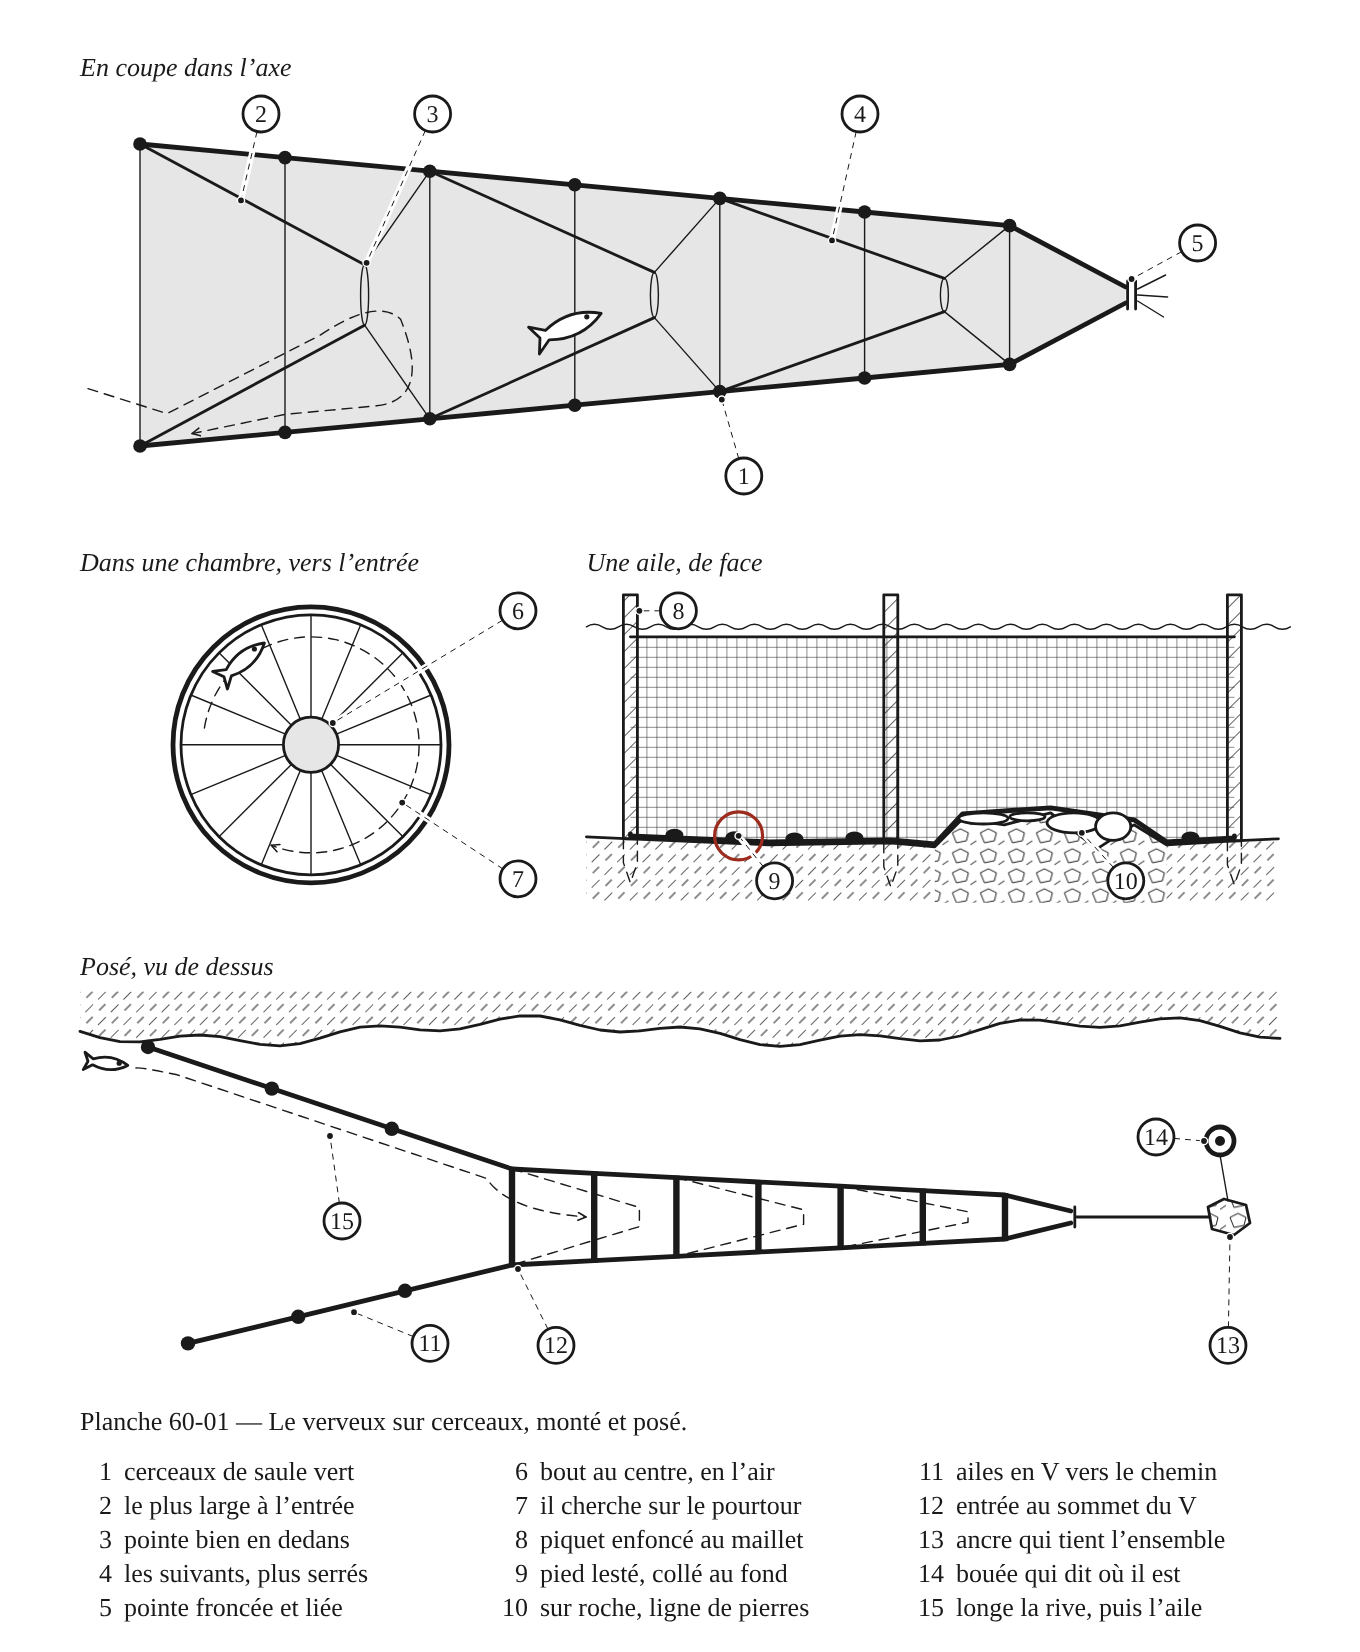 En coupe dans l’axe
2
3
4
5
1
Dans une chambre, vers l’entrée
Une aile, de face
6
8
7
9
10
Posé, vu de dessus
14
15
11
12
13
Planche 60-01 — Le verveux sur cerceaux, monté et posé.
1 cerceaux de saule vert
2 le plus large à l’entrée
3 pointe bien en dedans
4 les suivants, plus serrés
5 pointe froncée et liée
6 bout au centre, en l’air
7 il cherche sur le pourtour
8 piquet enfoncé au maillet
9 pied lesté, collé au fond
10 sur roche, ligne de pierres
11 ailes en V vers le chemin
12 entrée au sommet du V
13 ancre qui tient l’ensemble
14 bouée qui dit où il est
15 longe la rive, puis l’aile